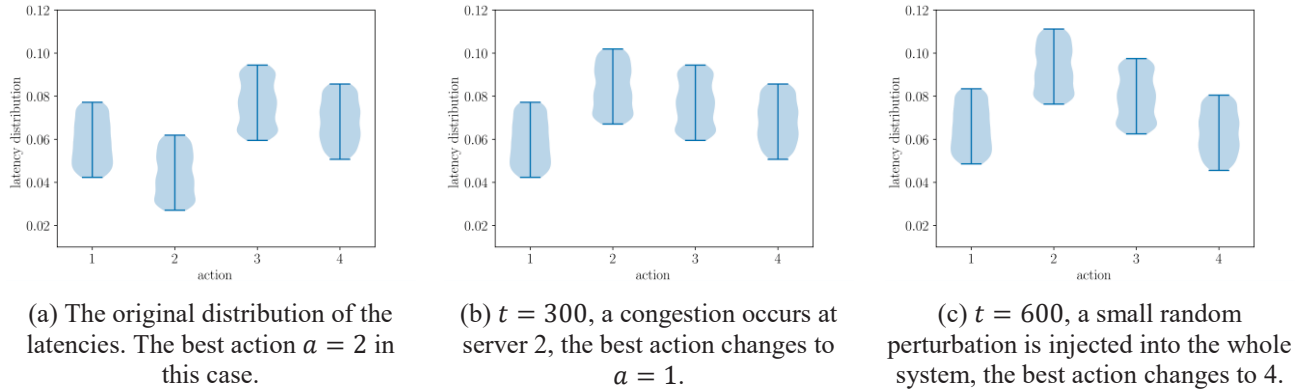 0.12
0.10
0.08
0.06
0.04
0.02
latency distribution
1 2 3 4
action
(a) The original distribution of the
latencies. The best action a = 2 in
this case.
0.12
0.10
0.08
0.06
0.04
0.02
latency distribution
1 2 3 4
action
(b) t = 300, a congestion occurs at
server 2, the best action changes to
a = 1.
0.12
0.10
0.08
0.06
0.04
0.02
latency distribution
1 2 3 4
action
(c) t = 600, a small random
perturbation is injected into the whole
system, the best action changes to 4.